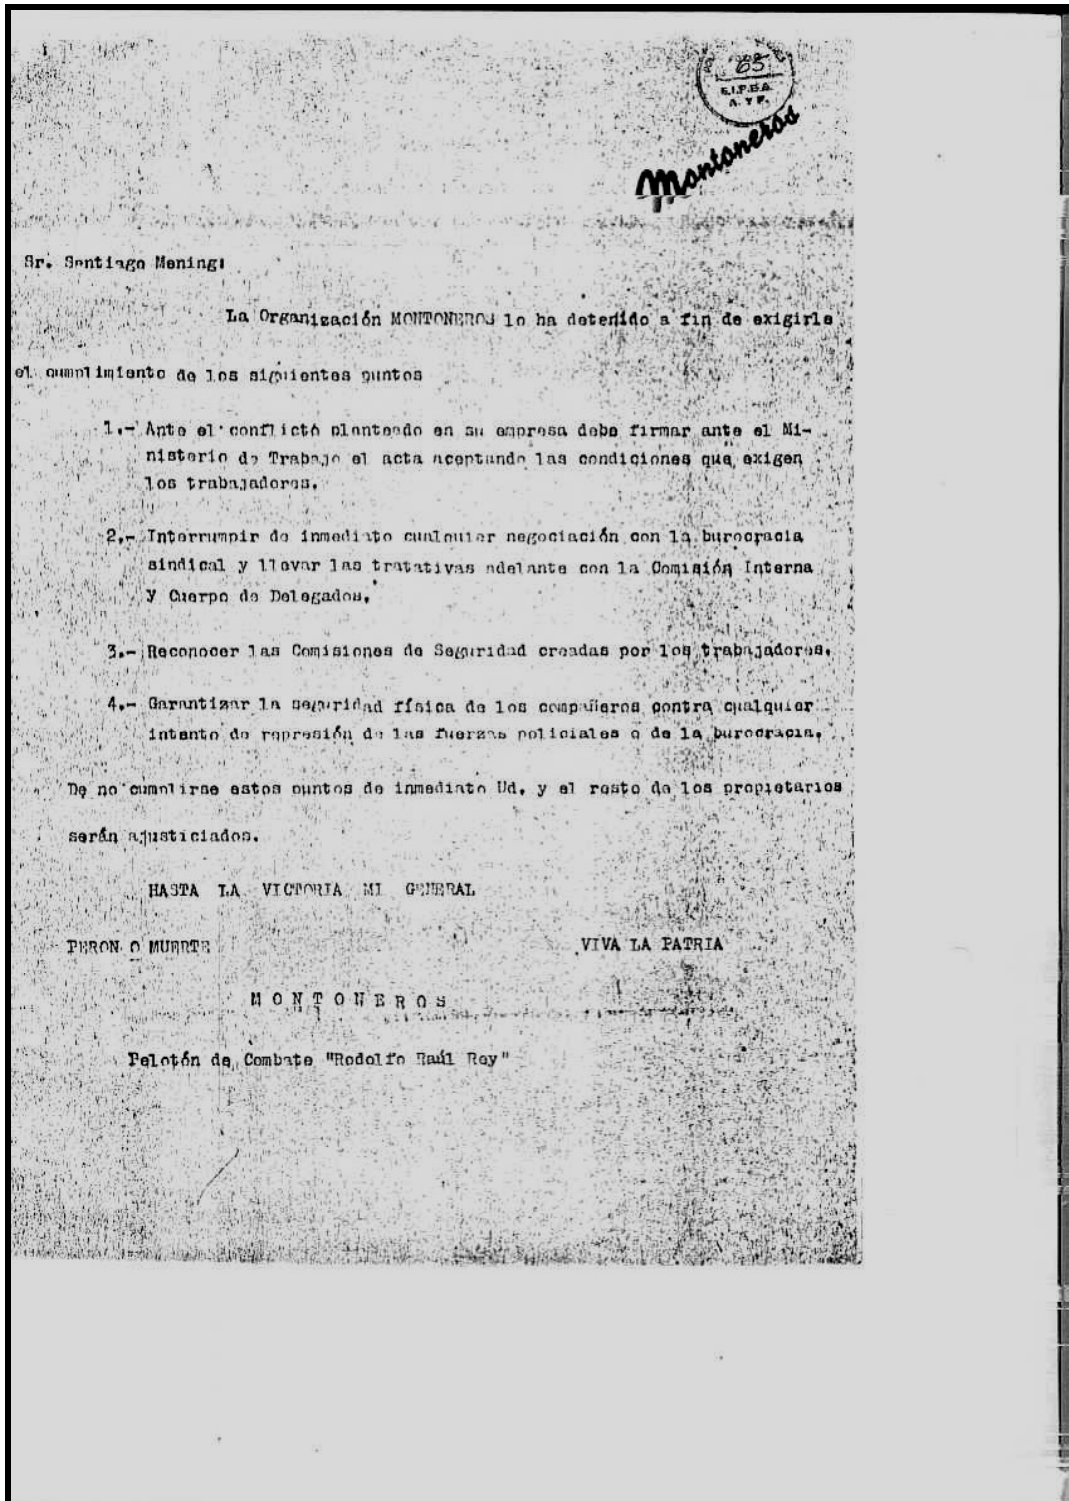 65
S.I.P.B.A.
A. Y F.
Montoneros
Sr. Santiago Mening:
La Organización MONTONEROS lo ha detenido a fin de exigirle
el cumplimiento de los siguientes puntos
1.- Ante el conflicto planteado en su empresa debe firmar ante el Mi-
nisterio de Trabajo el acta aceptando las condiciones que exigen
los trabajadores.
2.- Interrumpir de inmediato cualquier negociación con la burocracia
sindical y llevar las tratativas adelante con la Comisión Interna
y Cuerpo de Delegados.
3.- Reconocer las Comisiones de Seguridad creadas por los trabajadores.
4.- Garantizar la seguridad física de los compañeros contra cualquier
intento de represión de las fuerzas policiales o de la burocracia.
De no cumplirse estos puntos de inmediato Ud. y el resto de los propietarios
serán ajusticiados.
HASTA LA VICTORIA MI GENERAL
PERON O MUERTE VIVA LA PATRIA
M O N T O N E R O S
Pelotón de Combate "Rodolfo Raúl Rey"